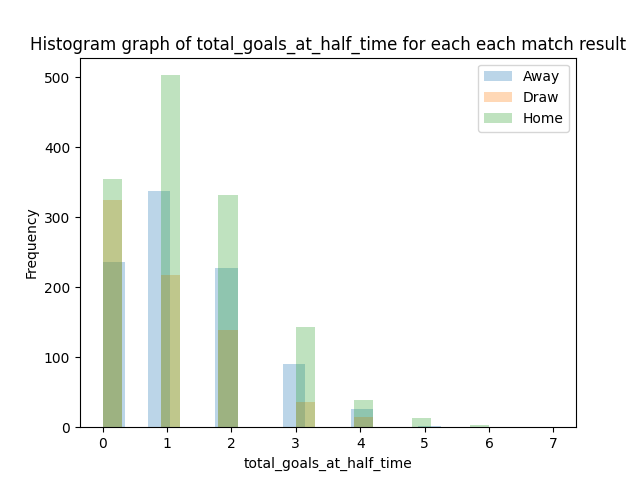 Histogram graph of total_goals_at_half_time for each each match result
Away
Draw
Home
500
400
300
200
100
0
Frequency
0 1 2 3 4 5 6 7
total_goals_at_half_time